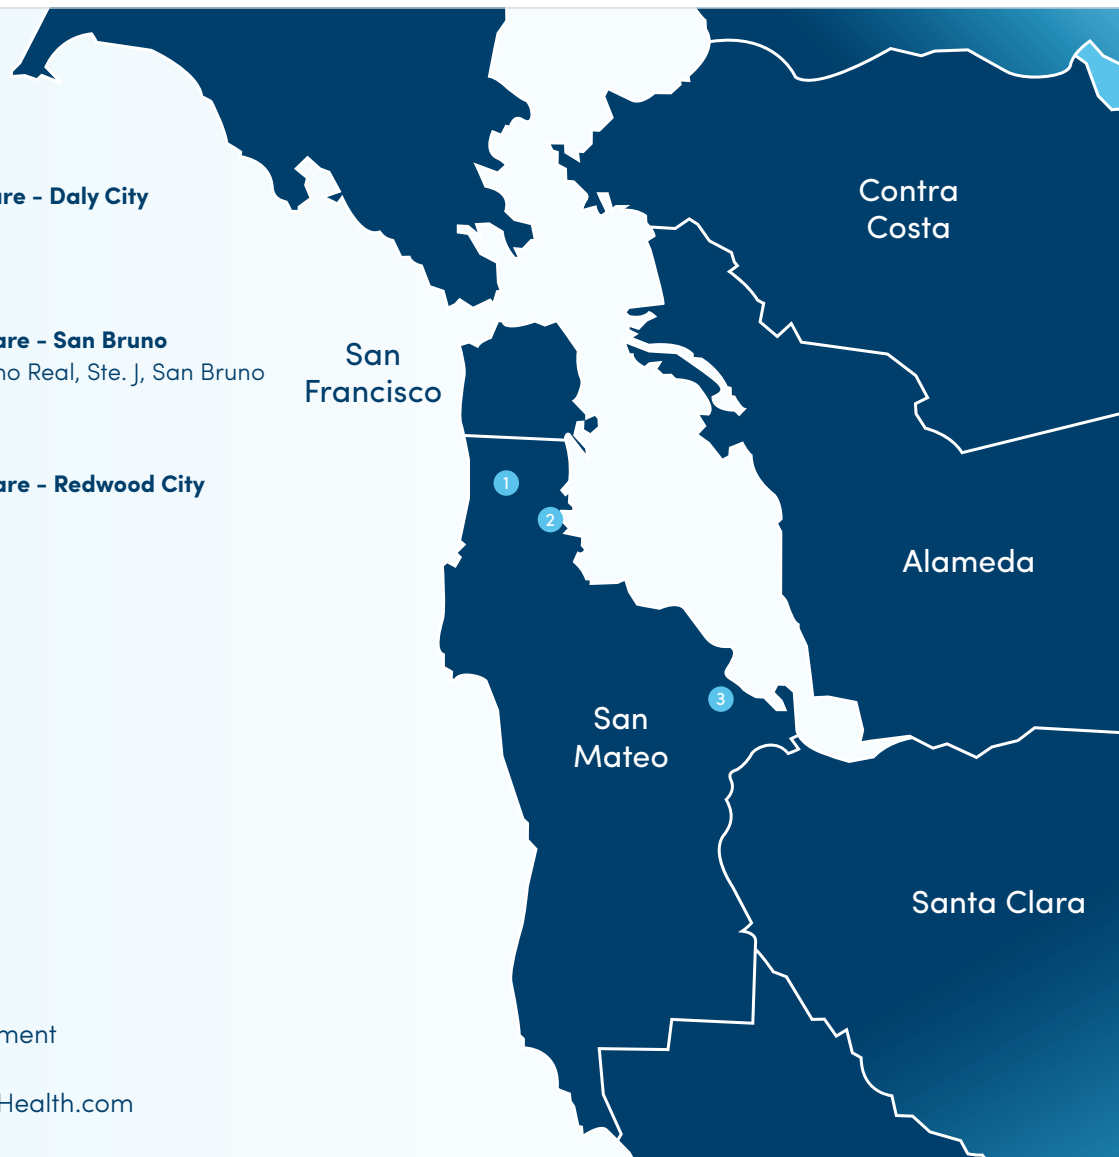 are - Daly City
are - San Bruno
no Real, Ste. J, San Bruno
are - Redwood City
ment
Health.com
San
Francisco
1
2
3
San
Mateo
Contra
Costa
Alameda
Santa Clara